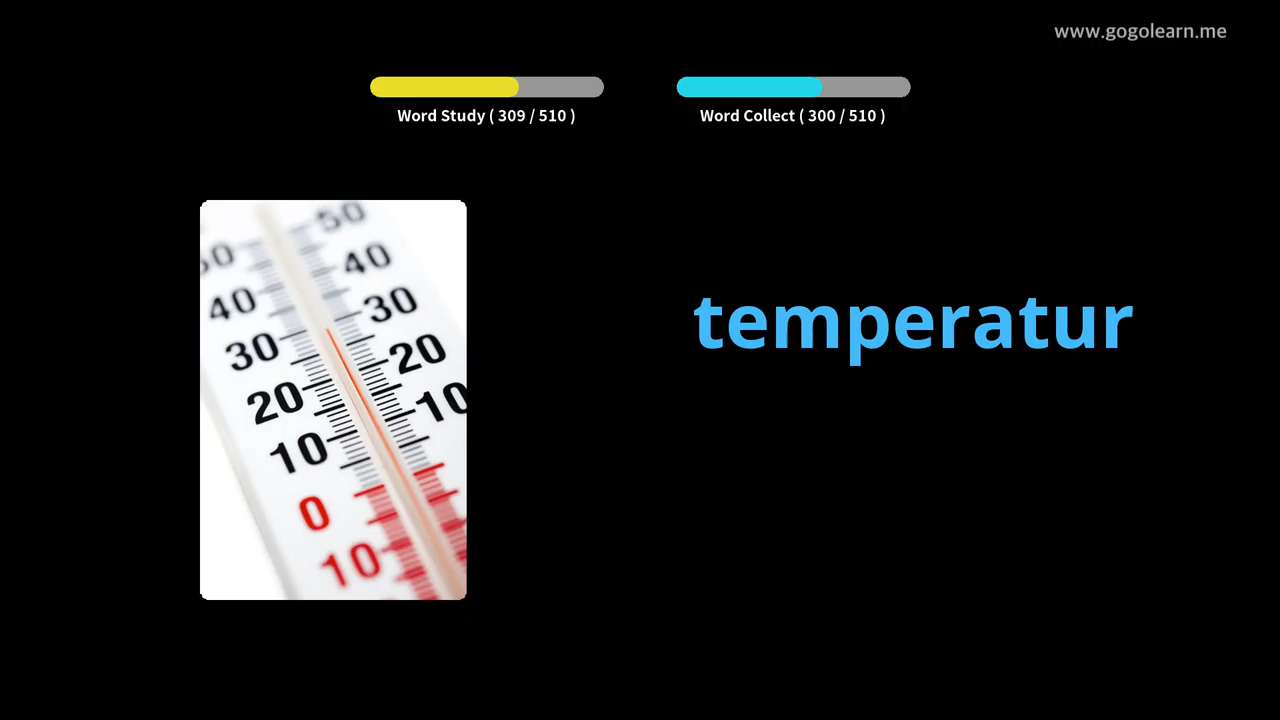 www.gogolearn.me
Word Study ( 309 / 510 )
Word Collect ( 300 / 510 )
50
40 40
30 30
20 20
10 10
0
10
temperatur